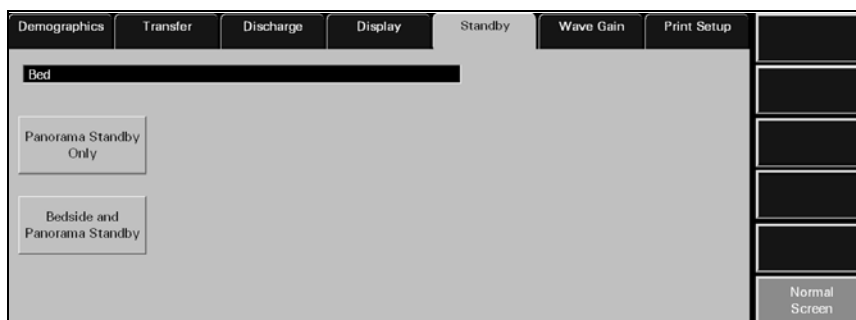 Demographics
Transfer
Discharge
Display
Standby
Wave Gain
Print Setup
Bed
Panorama Standby
Only
Bedside and
Panorama Standby
Normal
Screen